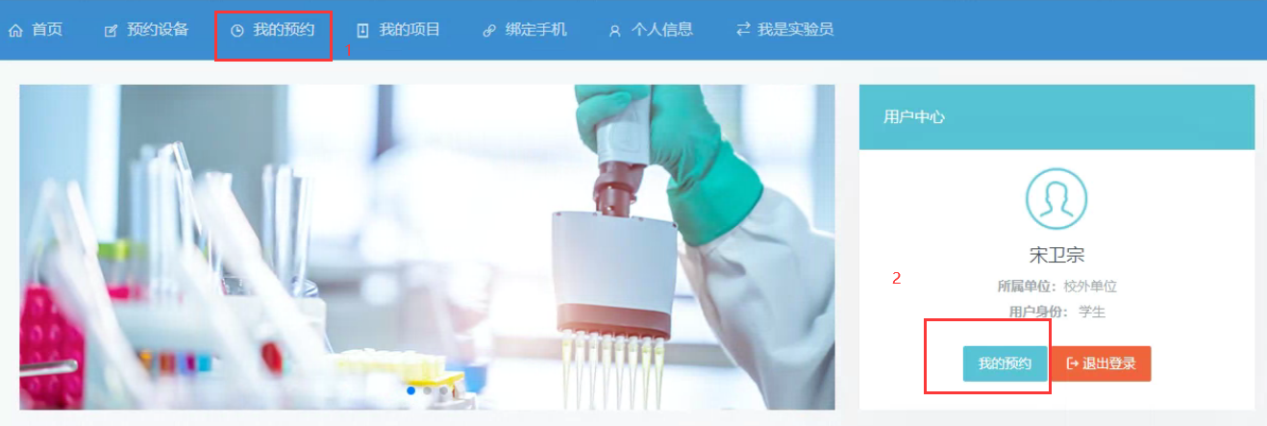 首页 预约设备 我的预约 我的项目 绑定手机 个人信息 我是实验员
1
用户中心
宋卫宗
2
所属单位：校外单位
用户身份： 学生
我的预约 退出登录